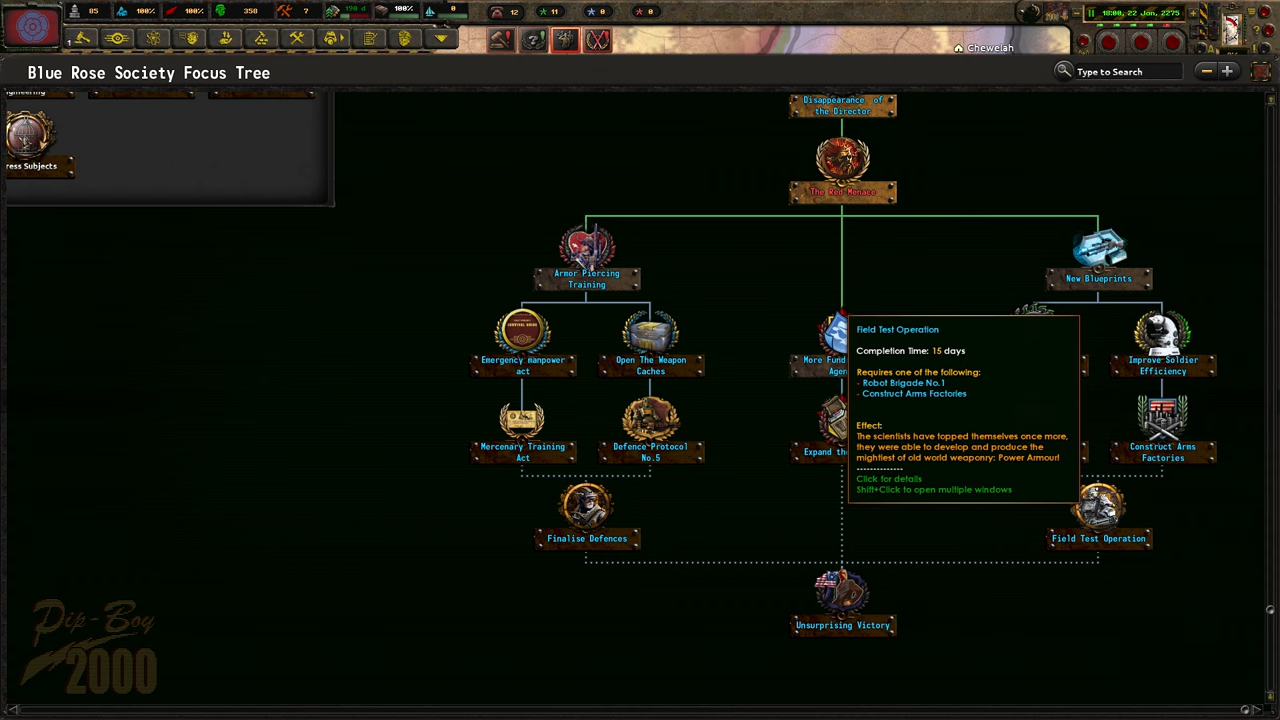 85
100%
100%
358
7
190 d
100%
0
12
11
0
0
18:00, 22 Jan, 2275
1
Chewelah
Blue Rose Society Focus Tree
Type to Search
ress Subjects
Disappearance of
the Director
The Red Menace
Armor Piercing
Training
New Blueprints
Emergency manpower
act
Open The Weapon
Caches
More Fund
Agen
Improve Soldier
Efficiency
Mercenary Training
Act
Defence Protocol
No.5
Expand the
Construct Arms
Factories
Field Test Operation
Completion Time: 15 days
Requires one of the following:
- Robot Brigade No.1
- Construct Arms Factories
Effect:
The scientists have topped themselves once more,
they were able to develop and produce the
mightiest of old world weaponry: Power Armour!
--------------
Click for details
Shift+Click to open multiple windows
Finalise Defences
Field Test Operation
Unsurprising Victory
Pip-Boy
2000